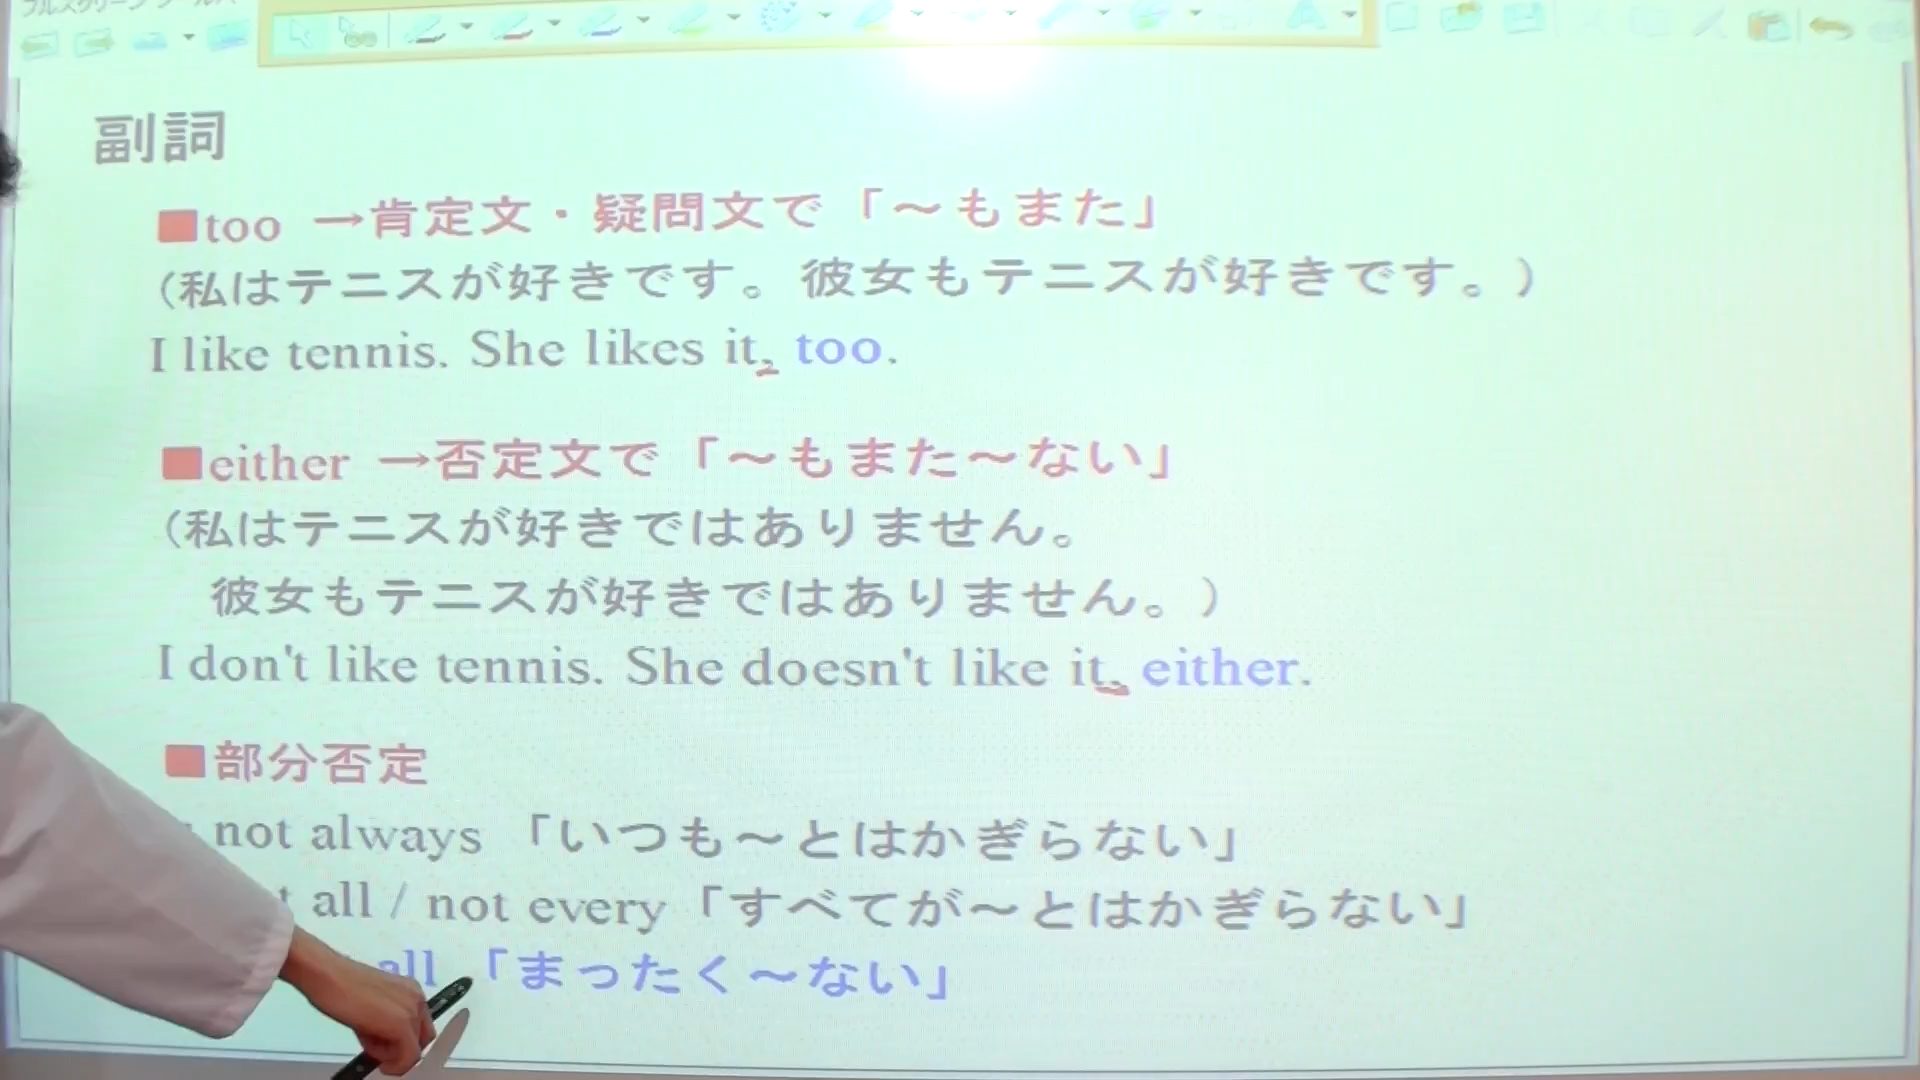 副詞
■too →肯定文・疑問文で「～もまた」
（私はテニスが好きです。彼女もテニスが好きです。）
I like tennis. She likes it, too.
■either →否定文で「～もまた～ない」
（私はテニスが好きではありません。
彼女もテニスが好きではありません。）
I don't like tennis. She doesn't like it, either.
■部分否定
not always 「いつも～とはかぎらない」
all / not every「すべてが～とはかぎらない」
all 「まったく～ない」